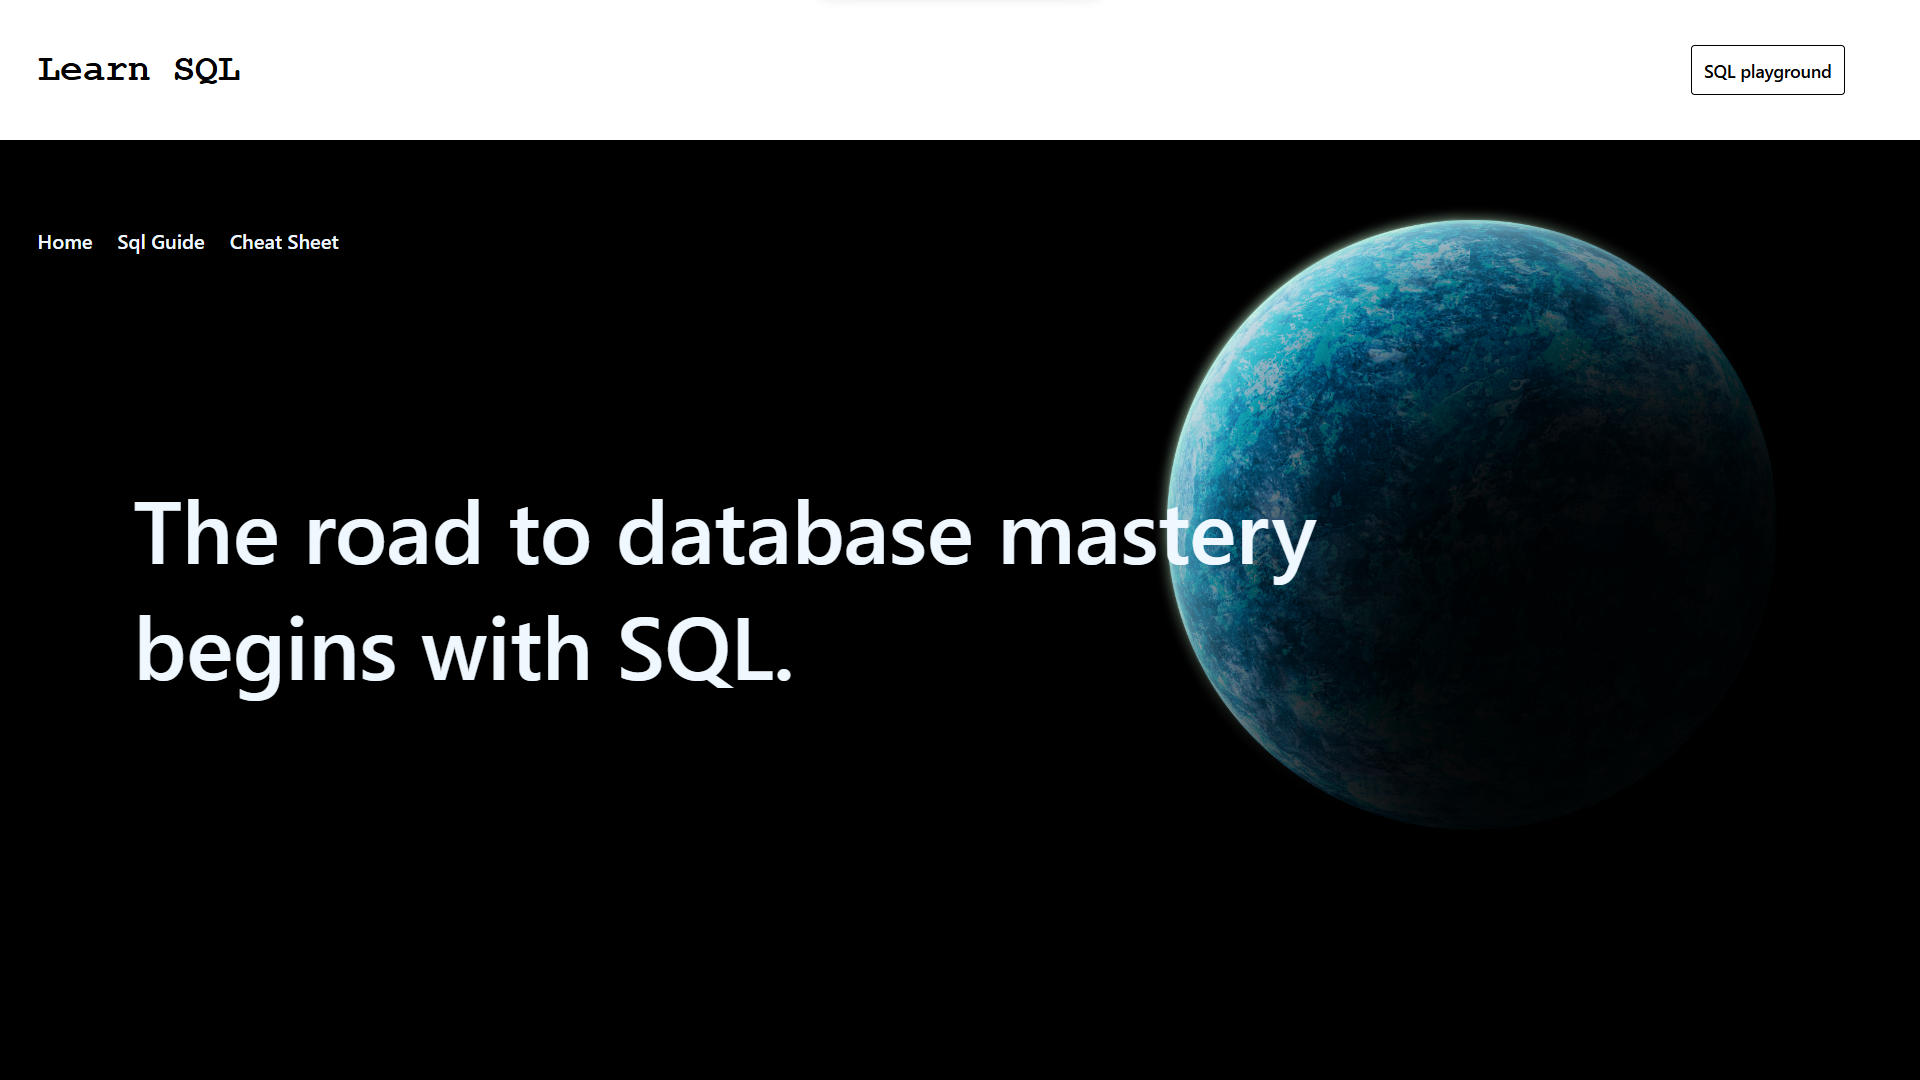 Learn SQL
SQL playground
Home Sql Guide Cheat Sheet
The road to database mastery
begins with SQL.